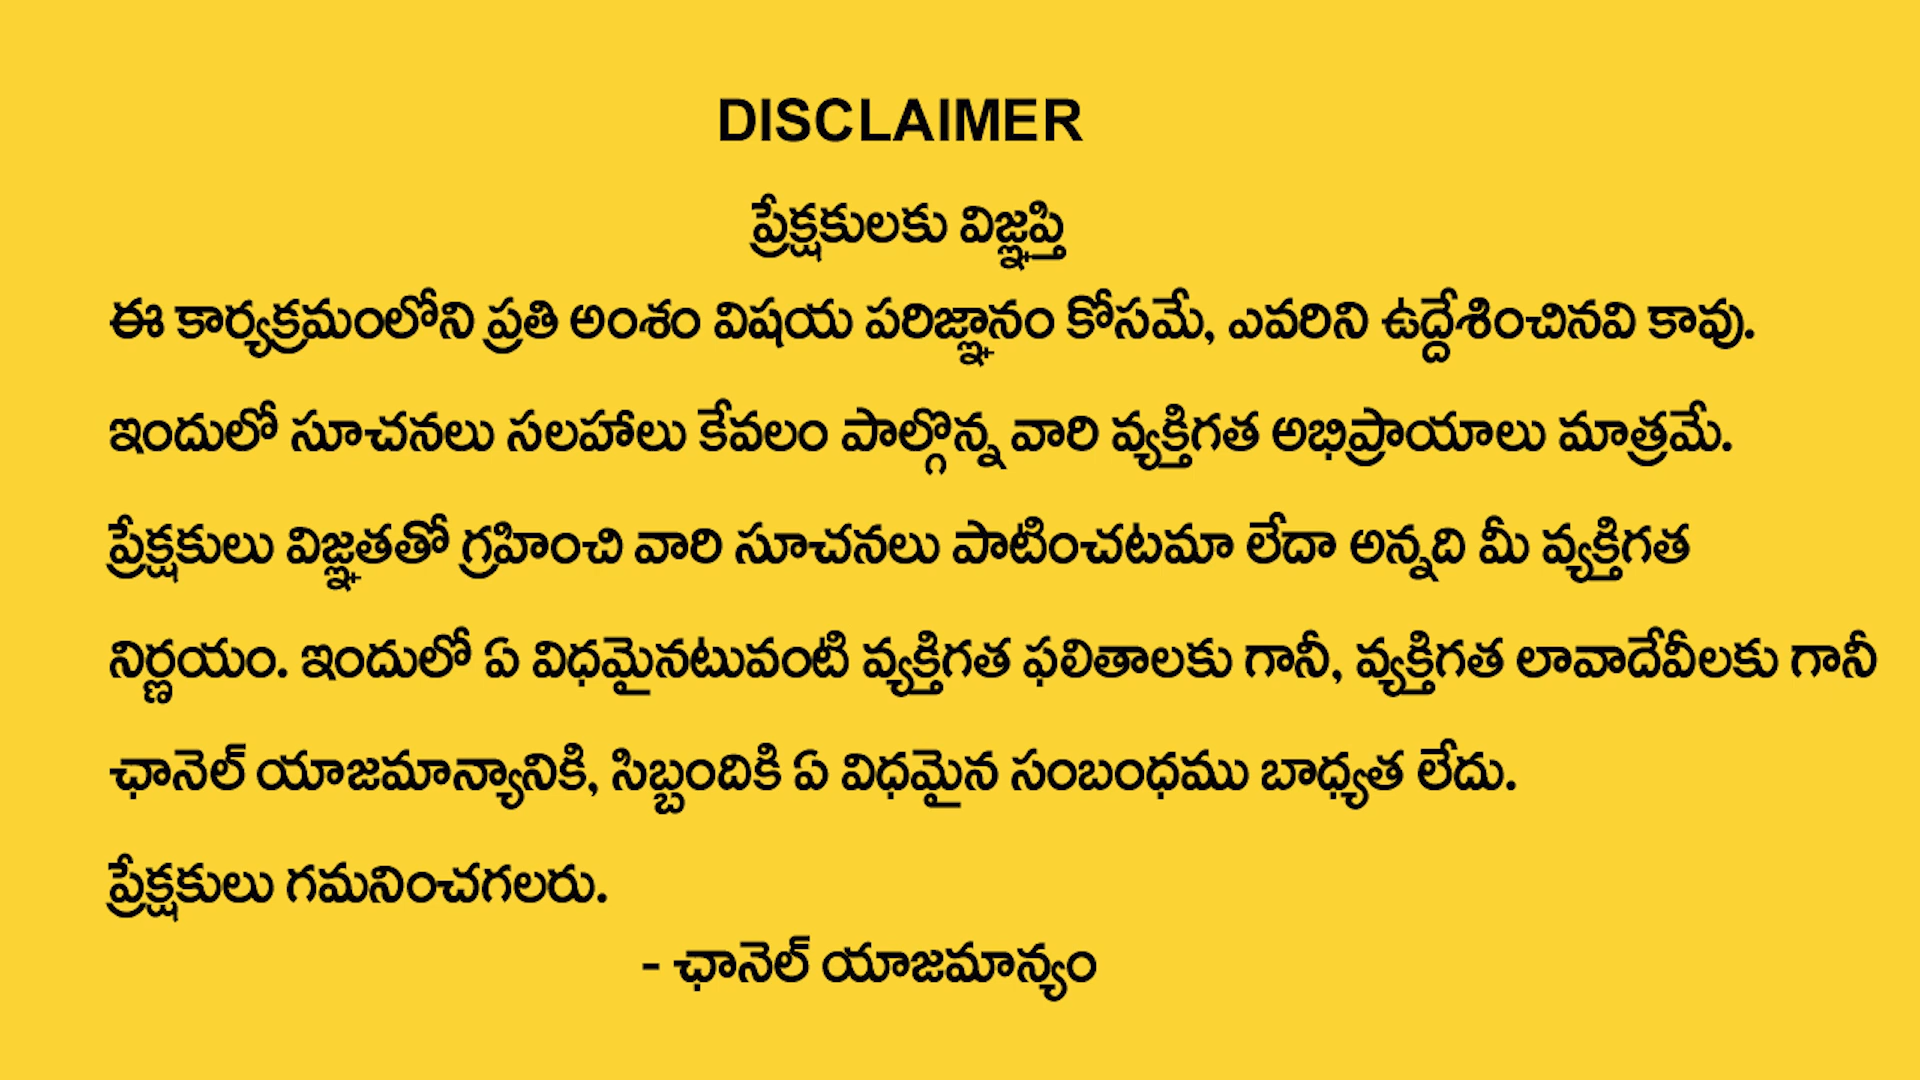 DISCLAIMER
ప్రేక్షకులకు విజ్ఞప్తి
ఈ కార్యక్రమంలోని ప్రతి అంశం విషయ పరిజ్ఞానం కోసమే, ఎవరిని ఉద్దేశించినవి కావు.
ఇందులో సూచనలు సలహాలు కేవలం పాల్గొన్న వారి వ్యక్తిగత అభిప్రాయాలు మాత్రమే.
ప్రేక్షకులు విజ్ఞతతో గ్రహించి వారి సూచనలు పాటించటమా లేదా అన్నది మీ వ్యక్తిగత
నిర్ణయం. ఇందులో ఏ విధమైనటువంటి వ్యక్తిగత ఫలితాలకు గానీ, వ్యక్తిగత లావాదేవీలకు గానీ
ఛానెల్ యాజమాన్యానికి, సిబ్బందికి ఏ విధమైన సంబంధము బాధ్యత లేదు.
ప్రేక్షకులు గమనించగలరు.
- ఛానెల్ యాజమాన్యం